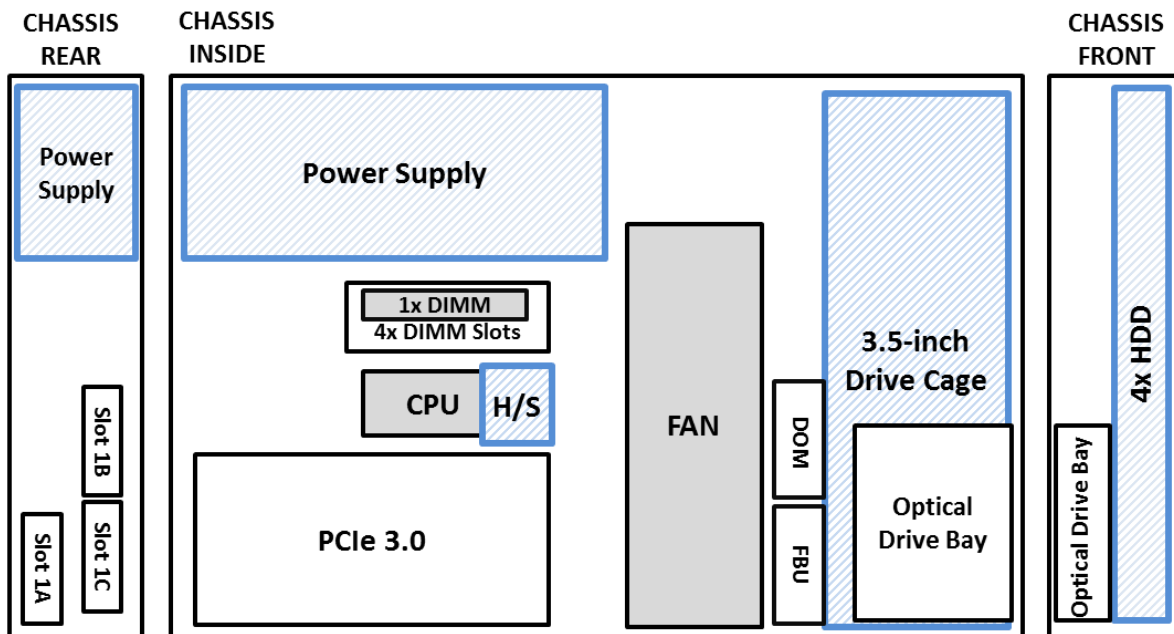 CHASSIS
REAR
Power
Supply
Slot 1B
Slot 1A
Slot 1C
CHASSIS
INSIDE
Power Supply
1x DIMM
4x DIMM Slots
CPU
H/S
PCIe 3.0
FAN
DOM
FBU
3.5-inch
Drive Cage
Optical
Drive Bay
CHASSIS
FRONT
4x HDD
Optical Drive Bay